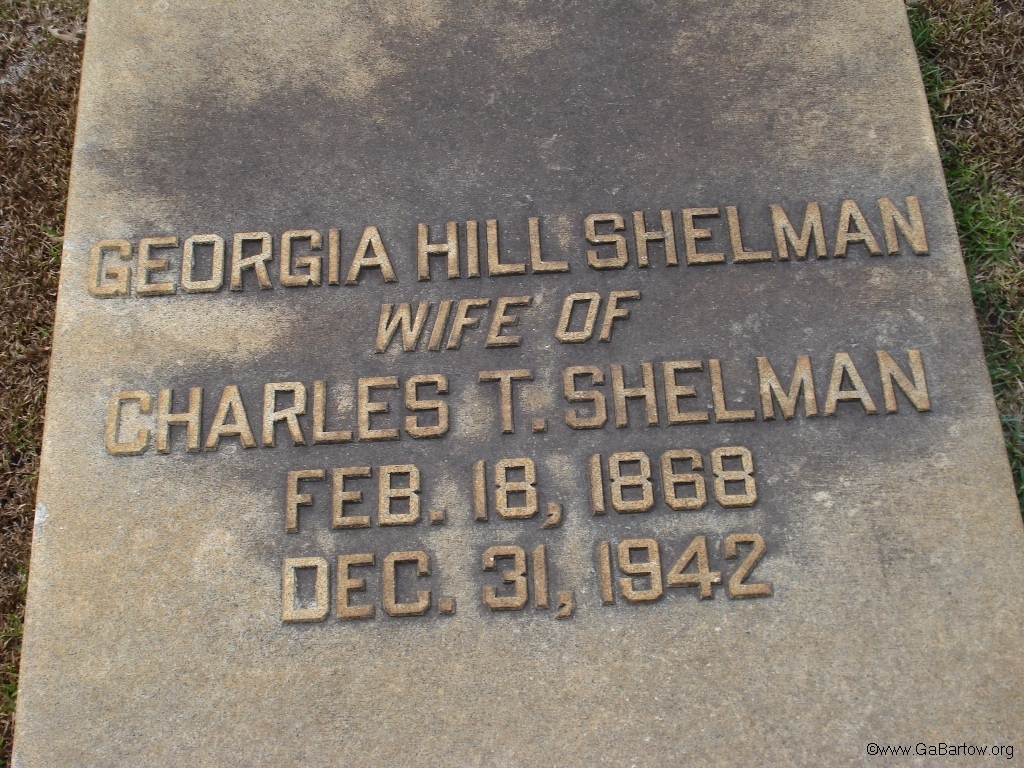 GEORGIA HILL SHELMAN
WIFE OF
CHARLES T. SHELMAN
FEB. 18, 1868
DEC. 31, 1942
©www.GaBartow.org